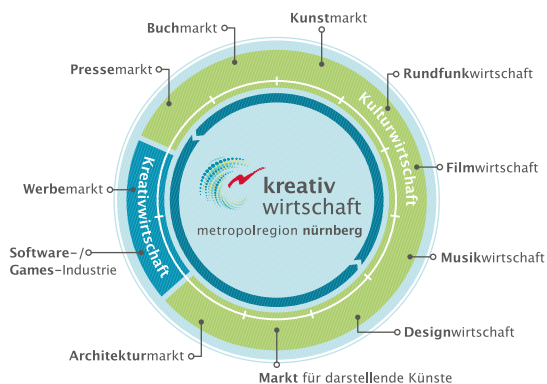 Kunstmarkt
Buchmarkt
Pressemarkt
Rundfunkwirtschaft
Kulturwirtschaft
Filmwirtschaft
Kreativwirtschaft
Werbemarkt
kreativ
wirtschaft
metropolregion nürnberg
Software-/
Games-Industrie
Musikwirtschaft
Designwirtschaft
Architekturmarkt
Markt für darstellende Künste